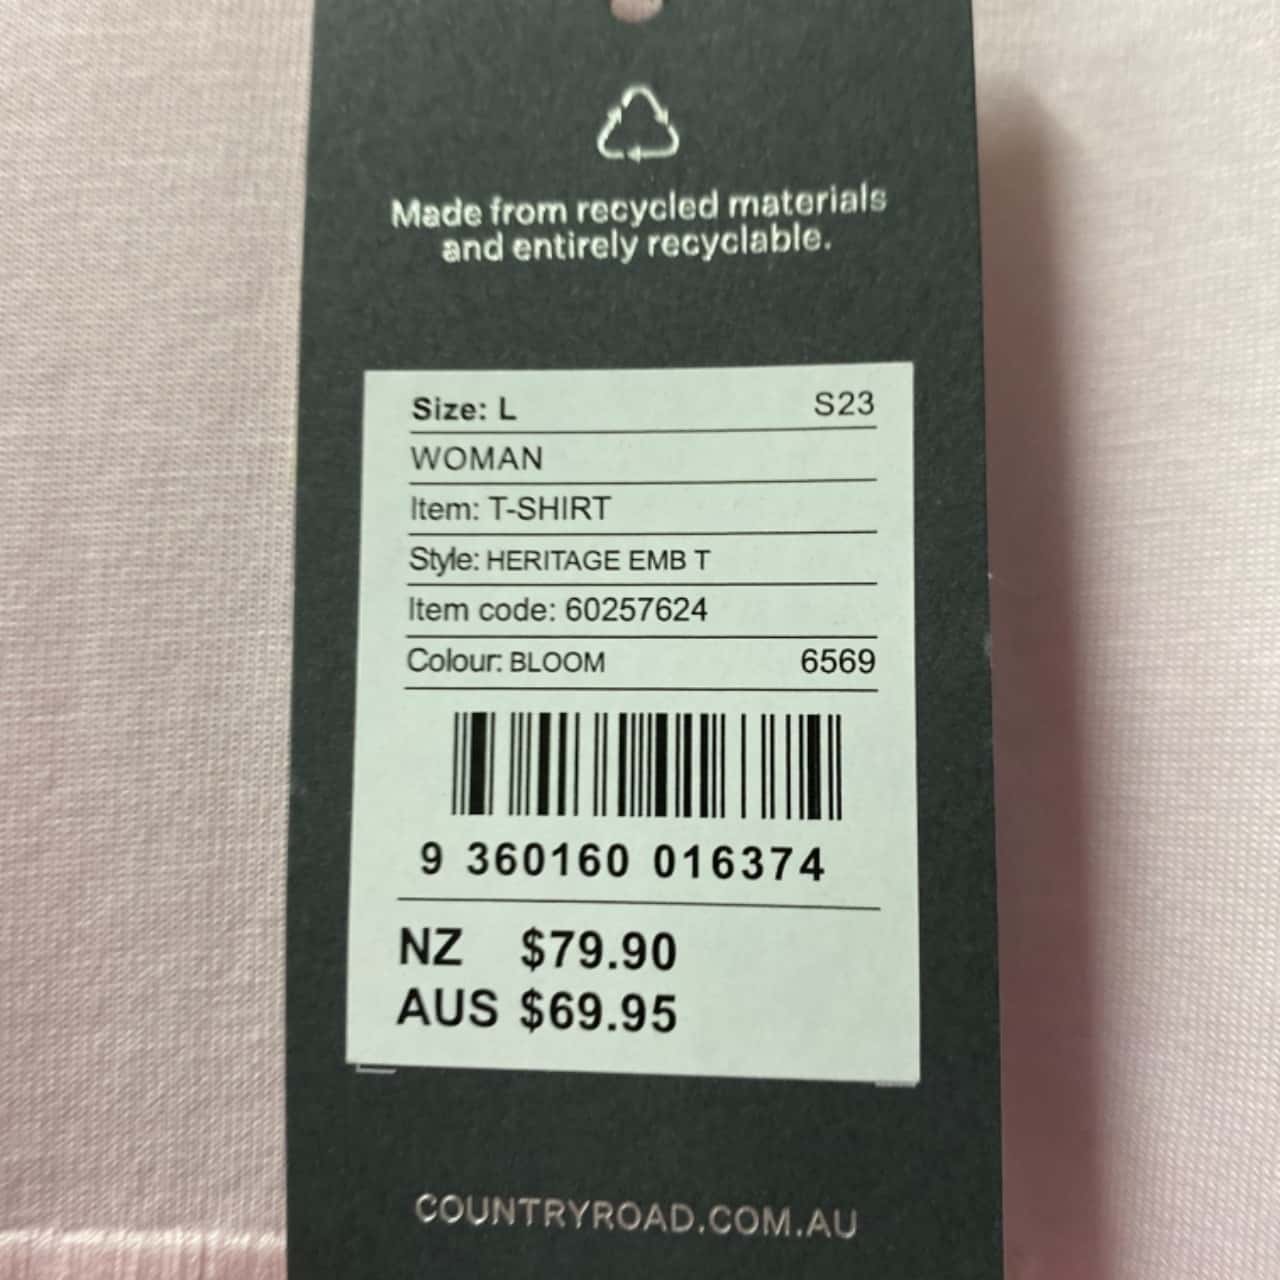 Made from recycled materials
and entirely recyclable.
Size: L S23
WOMAN
Item: T-SHIRT
Style: HERITAGE EMB T
Item code: 60257624
Colour: BLOOM 6569
9 360160 016374
NZ $79.90
AUS $69.95
COUNTRYROAD.COM.AU